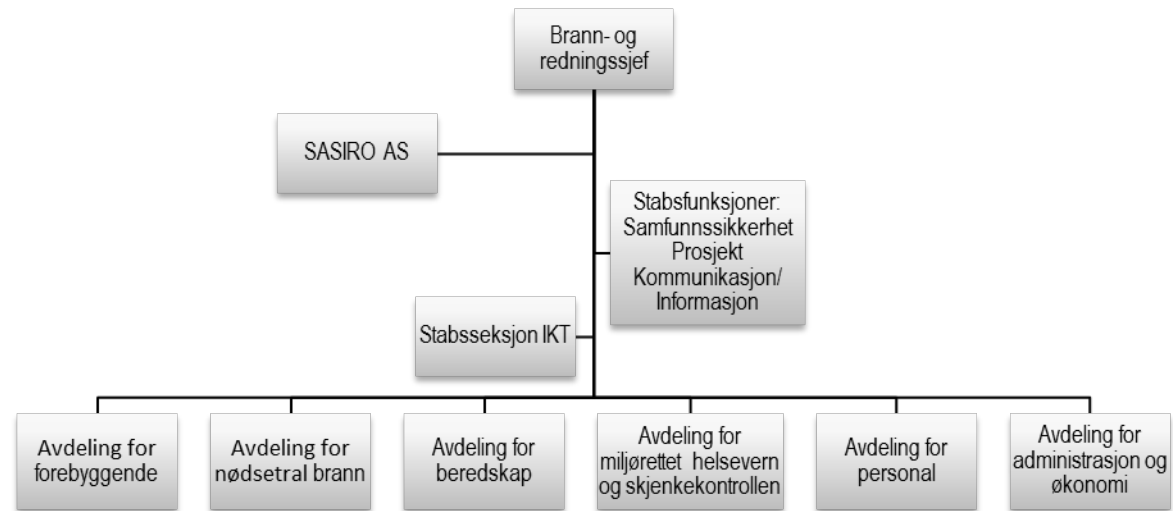 Brann- og
redningssjef
SASIRO AS
Stabsfunksjoner:
Samfunnssikkerhet
Prosjekt
Kommunikasjon/
Informasjon
Stabsseksjon IKT
Avdeling for
forebyggende
Avdeling for
nødsetral brann
Avdeling for
beredskap
Avdeling for
miljørettet helsevern
og skjenkekontrollen
Avdeling for
personal
Avdeling for
administrasjon og
økonomi